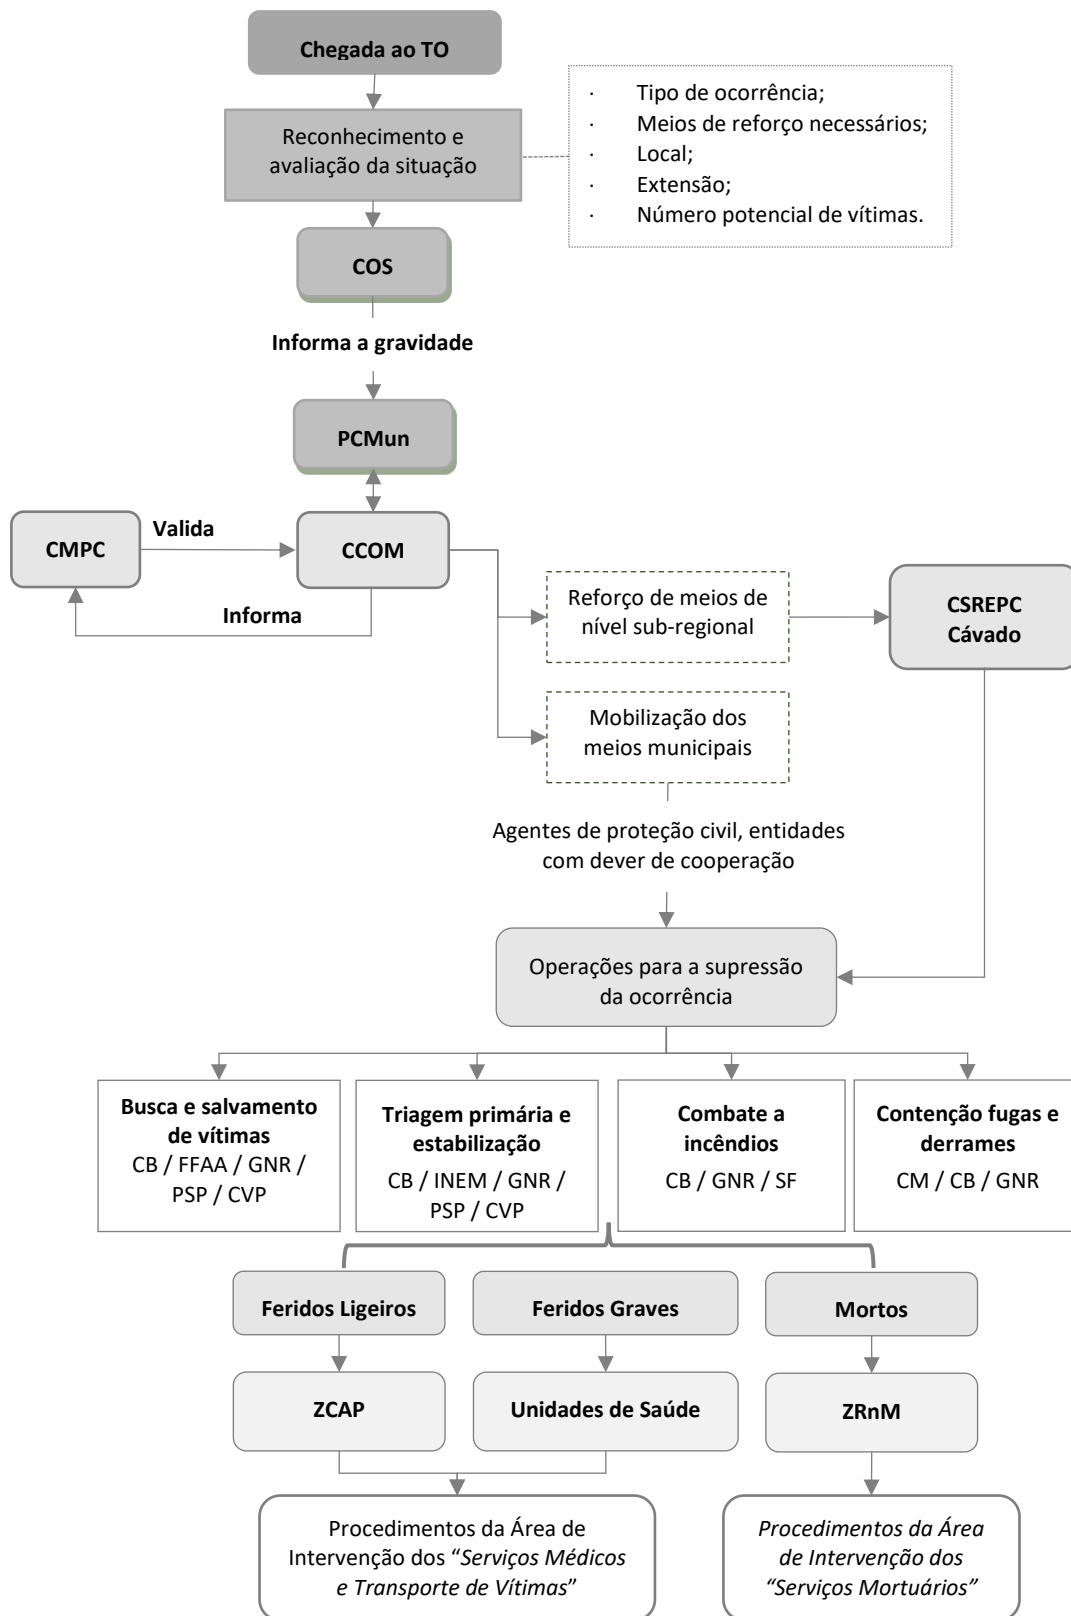 Chegada ao TO
Reconhecimento e
avaliação da situação
· Tipo de ocorrência;
· Meios de reforço necessários;
· Local;
· Extensão;
· Número potencial de vítimas.
COS
Informa a gravidade
PCMun
CMPC
Valida
CCOM
Informa
Reforço de meios de
nível sub-regional
CSREPC
Cávado
Mobilização dos
meios municipais
Agentes de proteção civil, entidades
com dever de cooperação
Operações para a supressão
da ocorrência
Busca e salvamento
de vítimas
CB / FFAA / GNR /
PSP / CVP
Triagem primária e
estabilização
CB / INEM / GNR /
PSP / CVP
Combate a
incêndios
CB / GNR / SF
Contenção fugas e
derrames
CM / CB / GNR
Feridos Ligeiros
Feridos Graves
Mortos
ZCAP
Unidades de Saúde
ZRnM
Procedimentos da Área de
Intervenção dos “Serviços Médicos
e Transporte de Vítimas”
Procedimentos da Área
de Intervenção dos
“Serviços Mortuários”